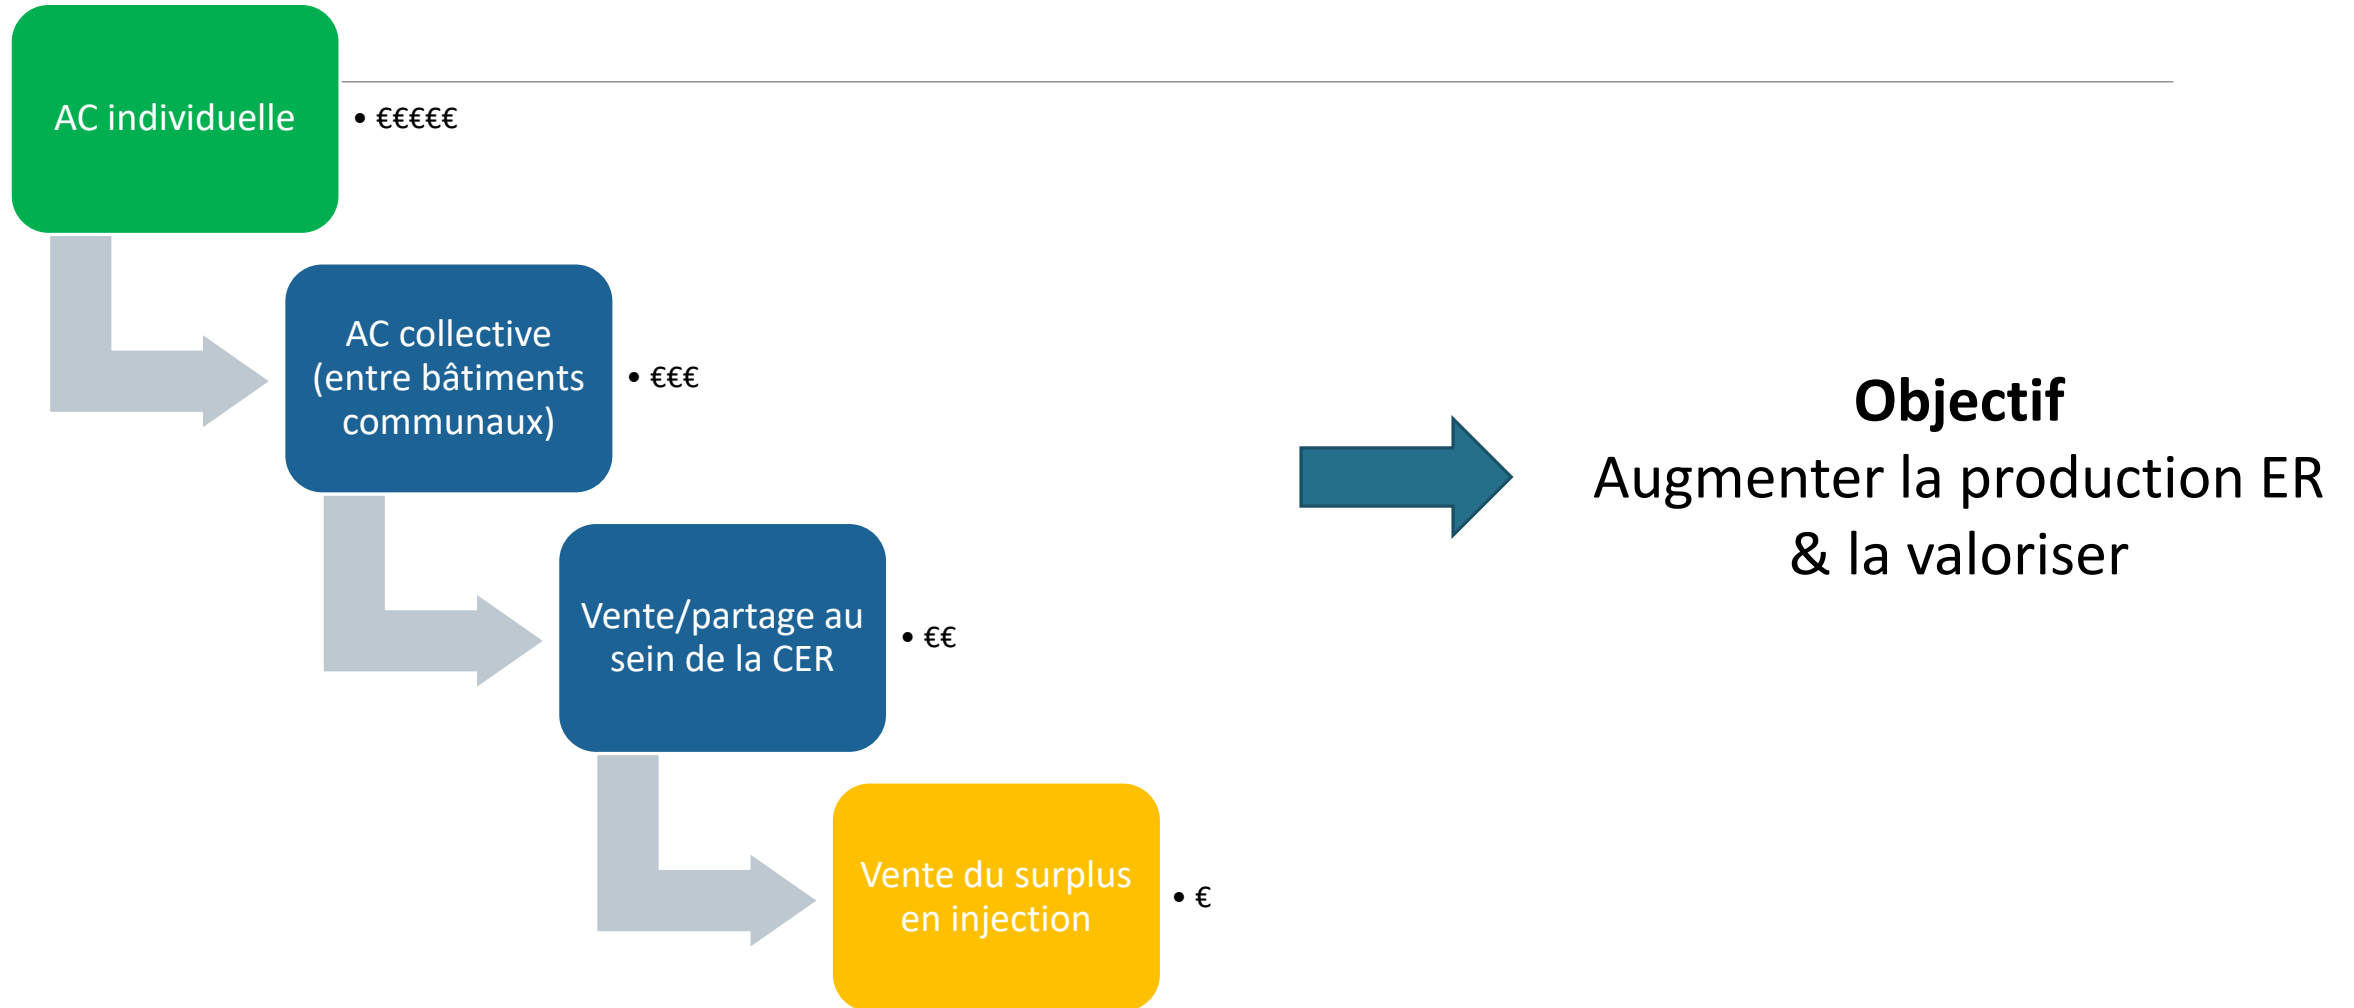 AC individuelle
• €€€€€
AC collective
(entre bâtiments
communaux)
• €€€
Vente/partage au
sein de la CER
• €€
Vente du surplus
en injection
• €
Objectif
Augmenter la production ER
& la valoriser